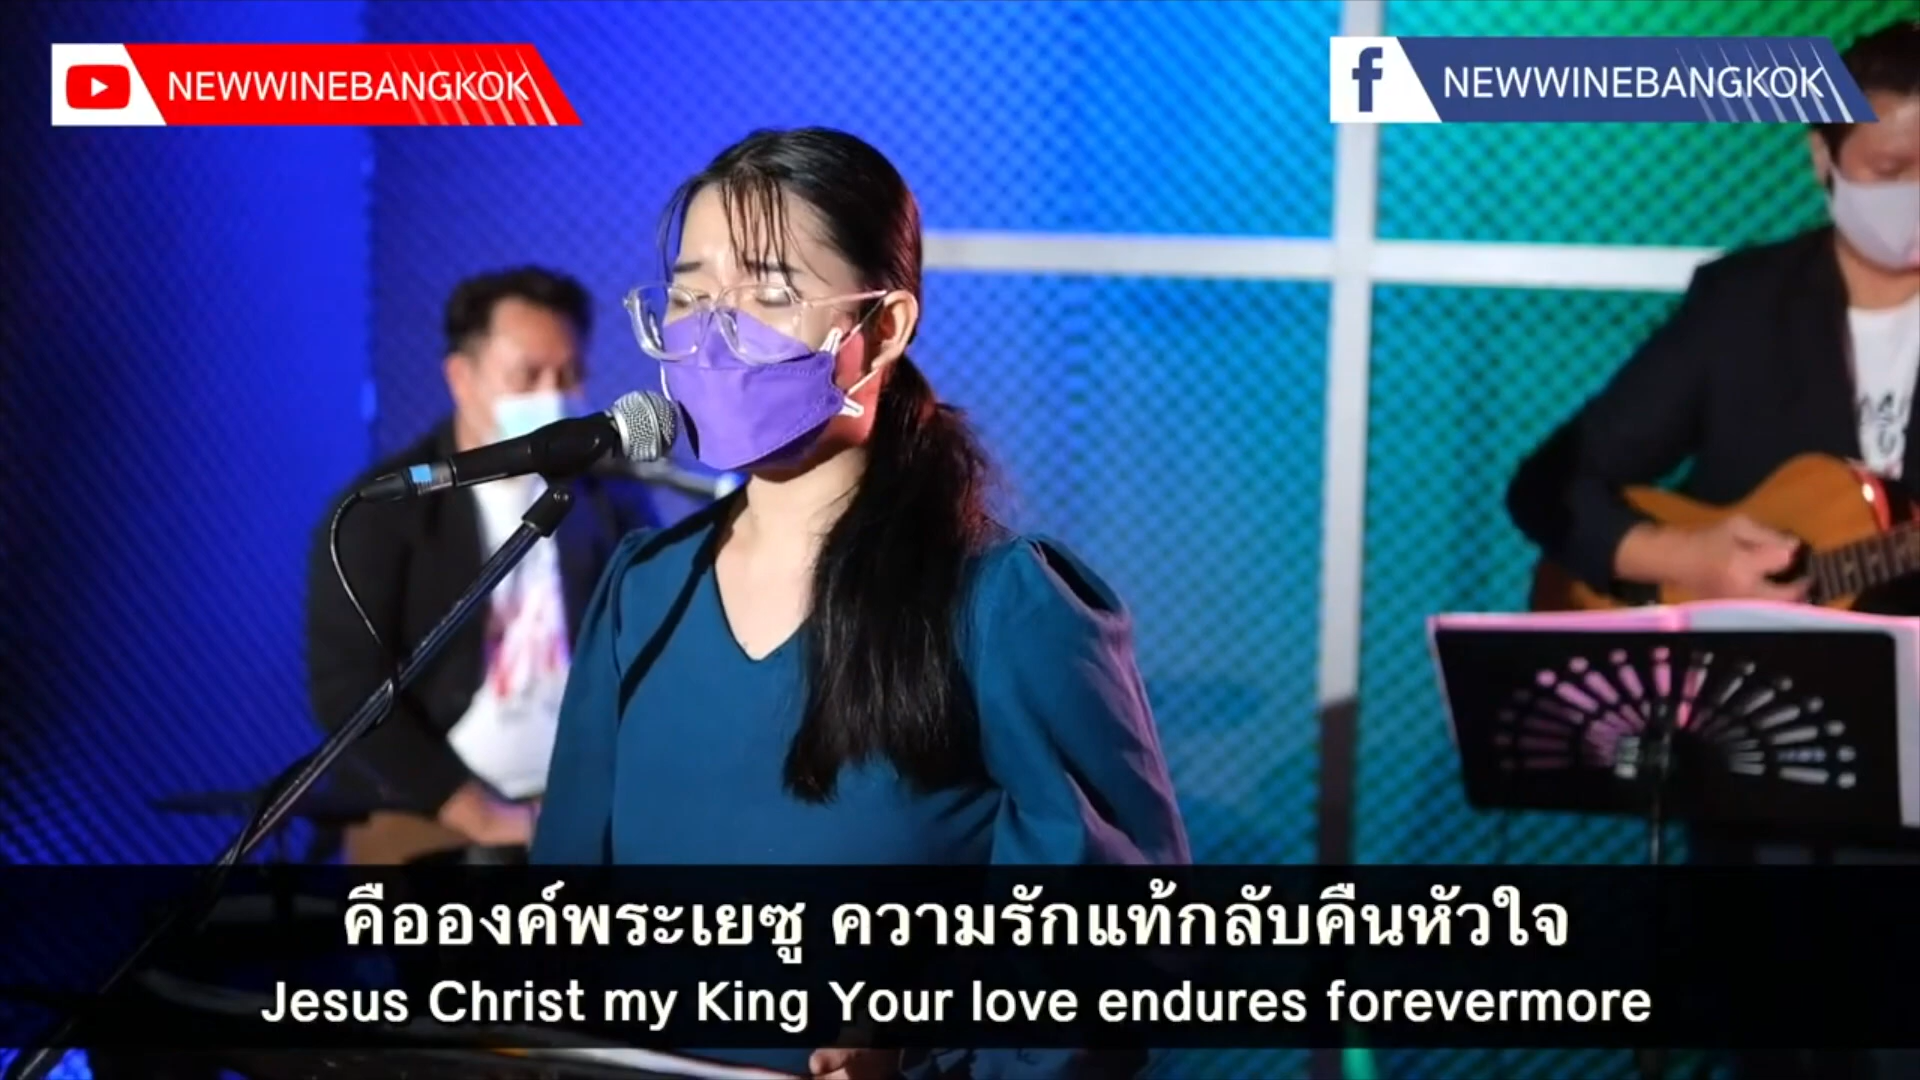 NEWWINEBANGKOK
NEWWINEBANGKOK
คือองค์พระเยซู ความรักแท้กลับคืนหัวใจ
Jesus Christ my King Your love endures forevermore